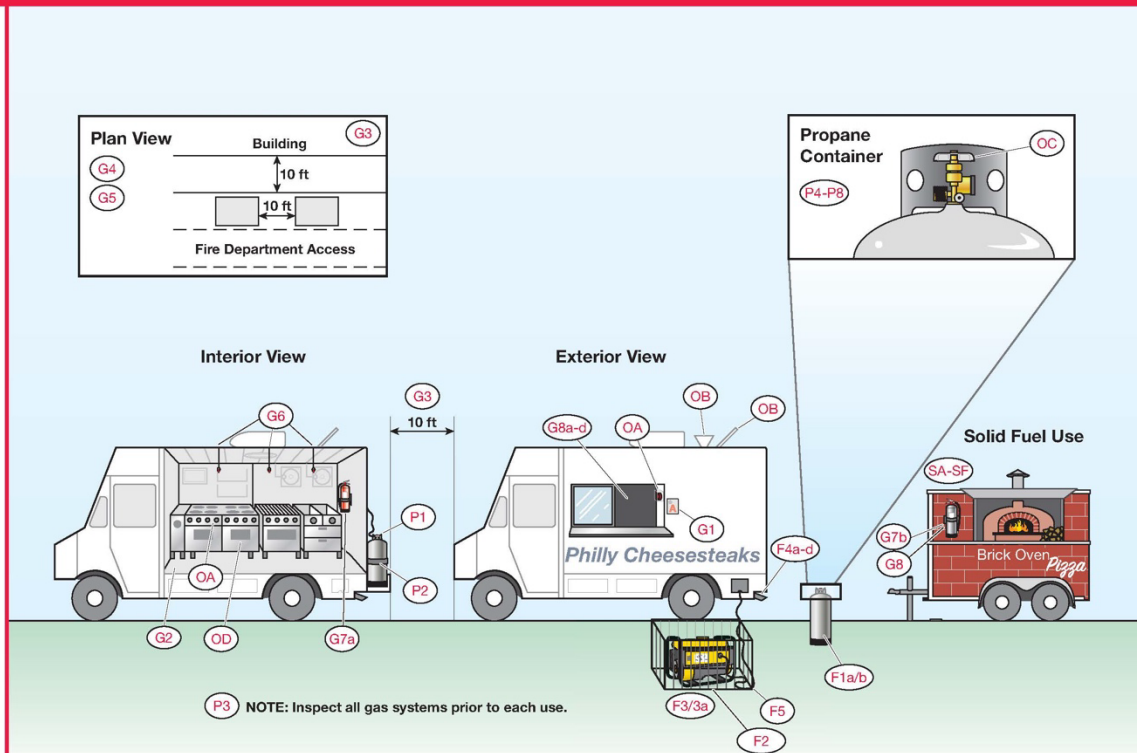 Plan View
G3
Building
G4
G5
10 ft
10 ft
Fire Department Access
Propane
Container
OC
P4-P8
Interior View
Exterior View
G3
10 ft
G6
G8a-d
OA
OB
OB
Solid Fuel Use
SA-SF
P1
G1
Philly Cheesesteaks
F4a-d
G7b
G8
Brick Oven
Pizza
OA
P2
G2
OD
G7a
F1a/b
F3/3a
F5
F2
P3 NOTE: Inspect all gas systems prior to each use.